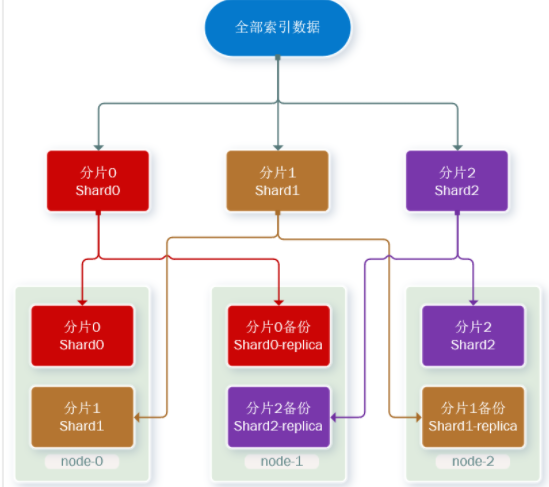 全部索引数据
分片0
Shard0
分片1
Shard1
分片2
Shard2
分片0
Shard0
分片0备份
Shard0-replica
分片2
Shard2
分片1
Shard1
分片2备份
Shard2-replica
分片1备份
Shard1-replica
node-0
node-1
node-2